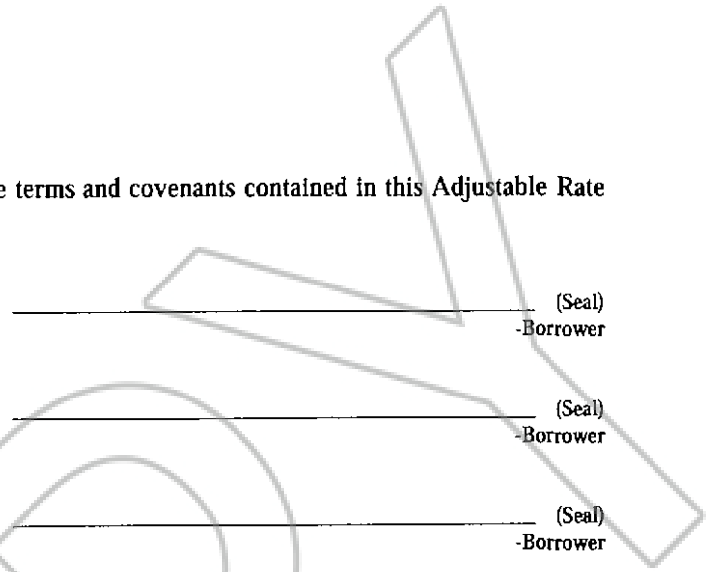 e terms and covenants contained in this Adjustable Rate
(Seal)
-Borrower
(Seal)
-Borrower
(Seal)
-Borrower